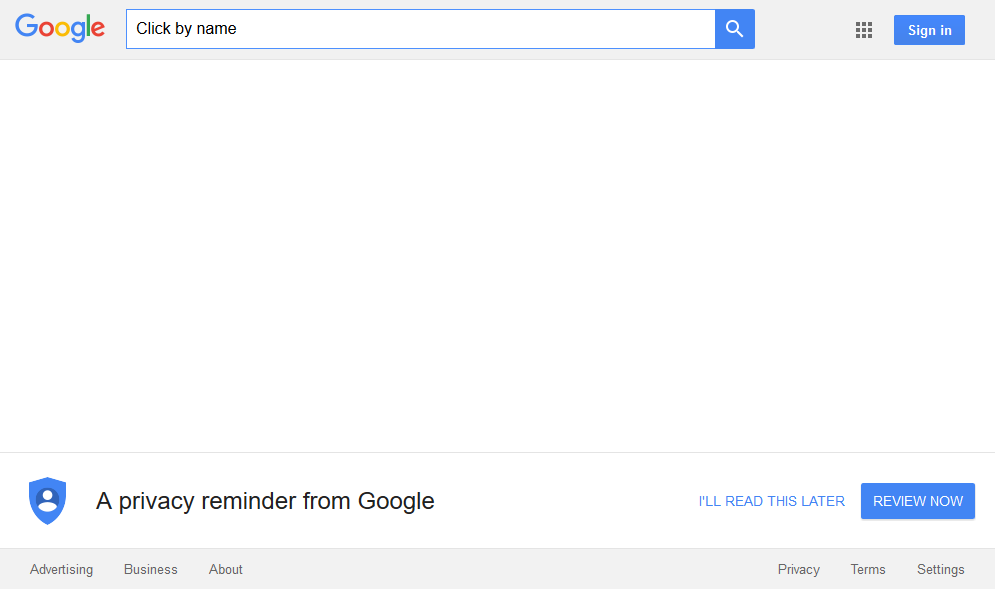 Google Click by name Sign in
A privacy reminder from Google I'LL READ THIS LATER REVIEW NOW
Advertising Business About Privacy Terms Settings